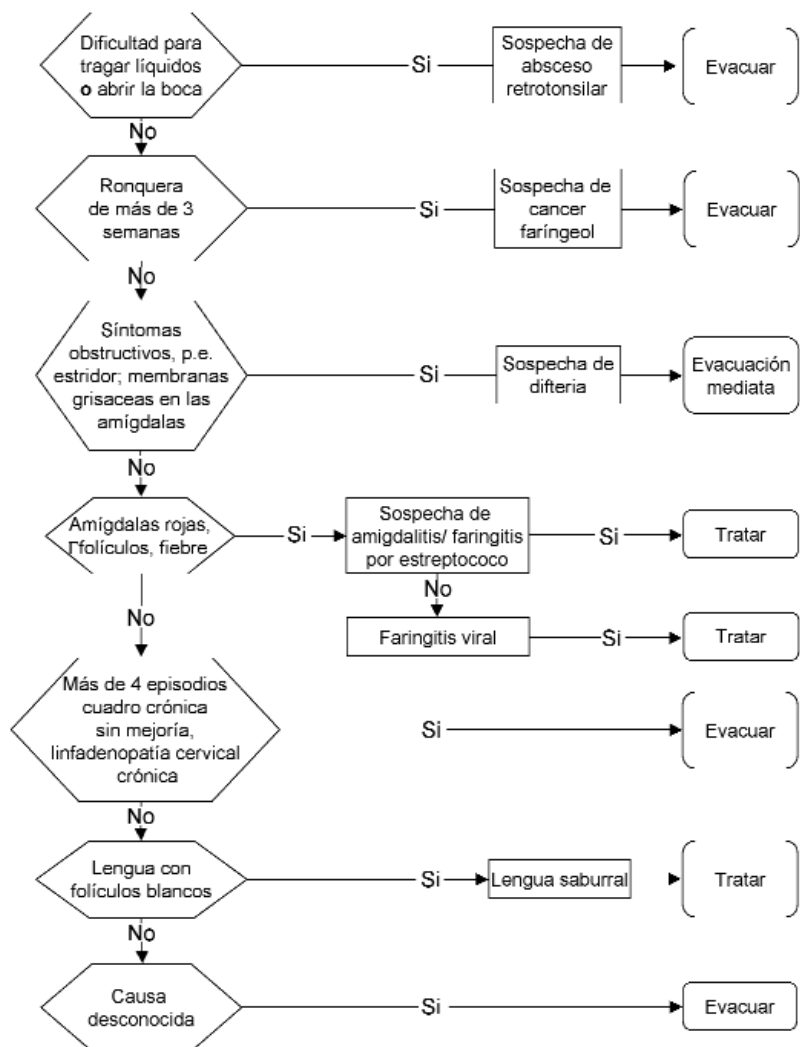 Dificultad para
tragar líquidos
o abrir la boca
Si
Sospecha de
absceso
retrotonsilar
Evacuar
No
Ronquera
de más de 3
semanas
Si
Sospecha de
cancer
faríngeol
Evacuar
No
Síntomas
obstructivos, p.e.
estridor; membranas
grisaceas en las
amígdalas
Si
Sospecha de
difteria
Evacuación
mediata
No
Amígdalas rojas,
Γfolículos, fiebre
Si
Sospecha de
amigdalitis/ faringitis
por estreptococo
Si
Tratar
No
Faringitis viral
Si
Tratar
No
Más de 4 episodios
cuadro crónica
sin mejoría,
linfadenopatía cervical
crónica
Si
Evacuar
No
Lengua con
folículos blancos
Si
Lengua saburral
Tratar
No
Causa
desconocida
Si
Evacuar